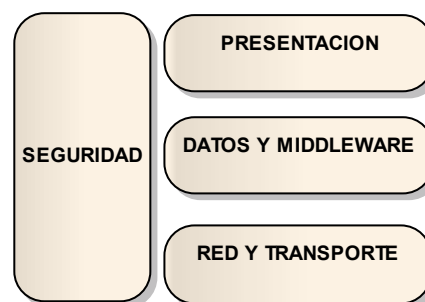 SEGURIDAD
PRESENTACION
DATOS Y MIDDLEWARE
RED Y TRANSPORTE